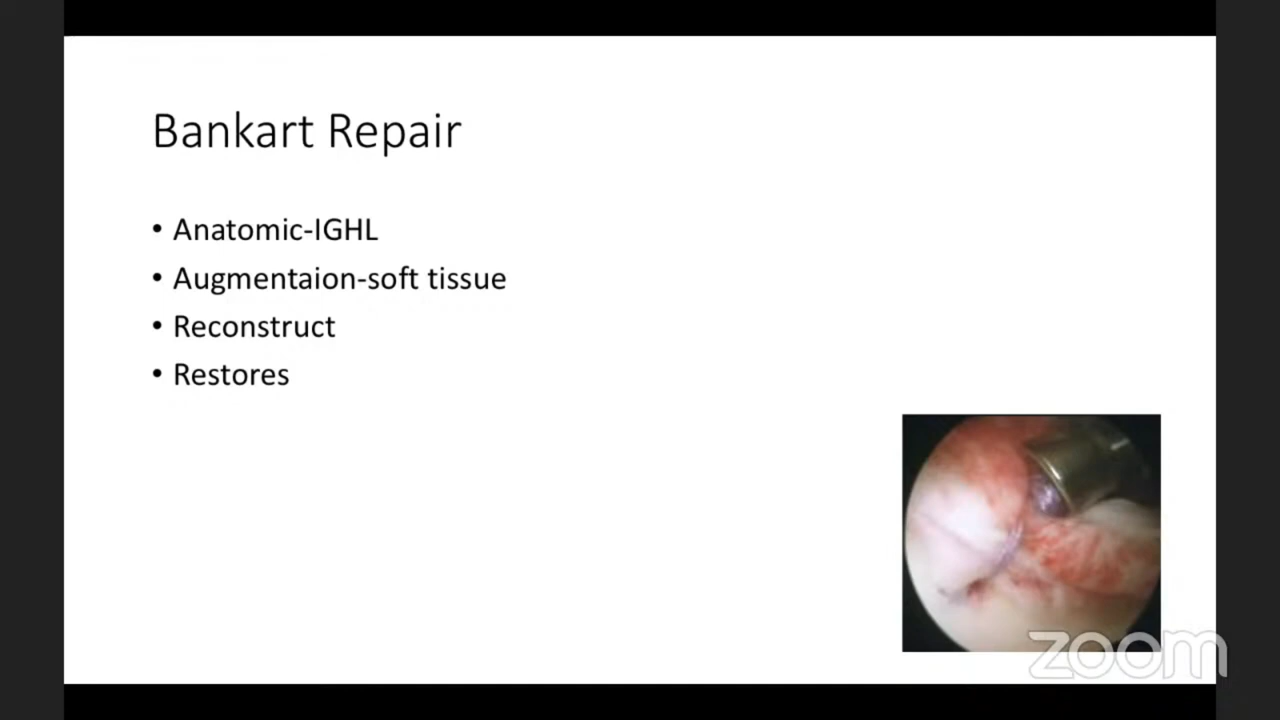 Bankart Repair
• Anatomic-IGHL
• Augmentaion-soft tissue
• Reconstruct
• Restores
zoom